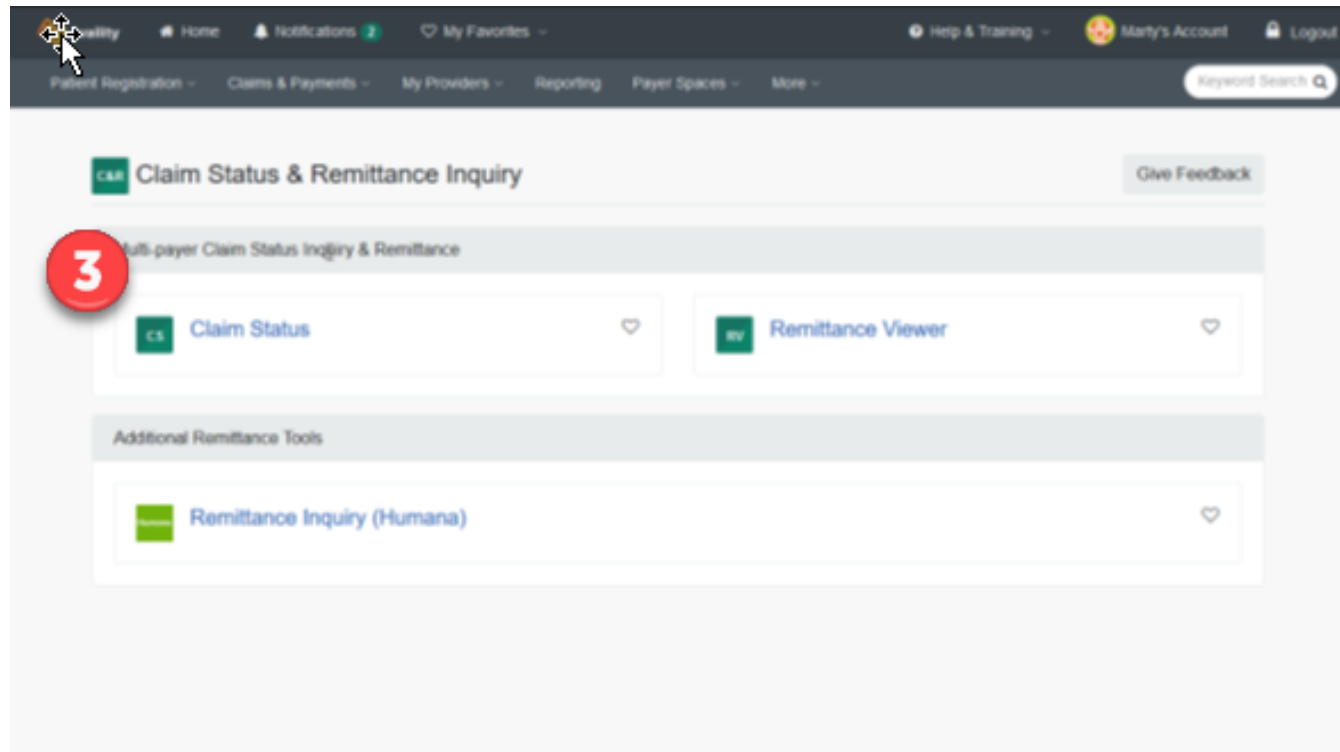 Home Notifications 2 My Favorites Help & Training Marty's Account Logout
Patient Registration Claims & Payments My Providers Reporting Payer Spaces More Keyword Search
C&R Claim Status & Remittance Inquiry Give Feedback
3
Multi-payer Claim Status Inquiry & Remittance
CS Claim Status RV Remittance Viewer
Additional Remittance Tools
Humana Remittance Inquiry (Humana)